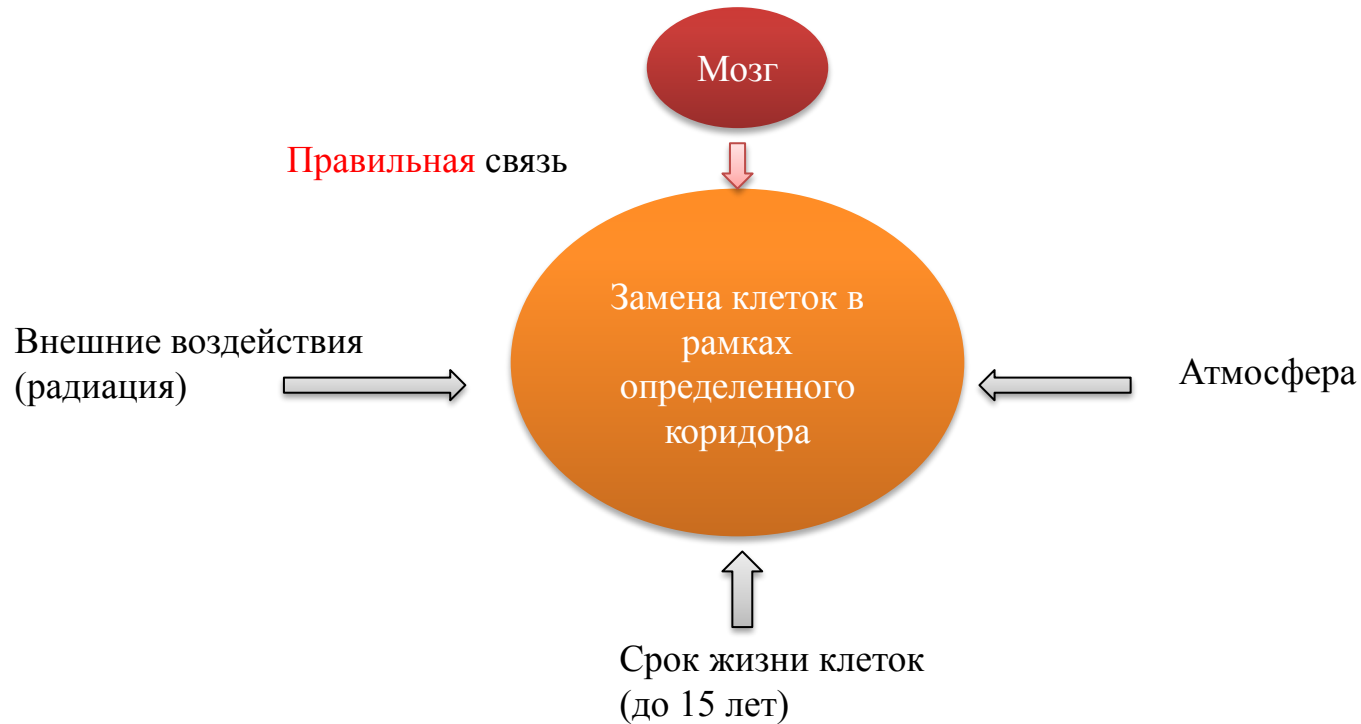 Мозг
Правильная связь
Замена клеток в
рамках
определенного
коридора
Внешние воздействия
(радиация)
Атмосфера
Срок жизни клеток
(до 15 лет)